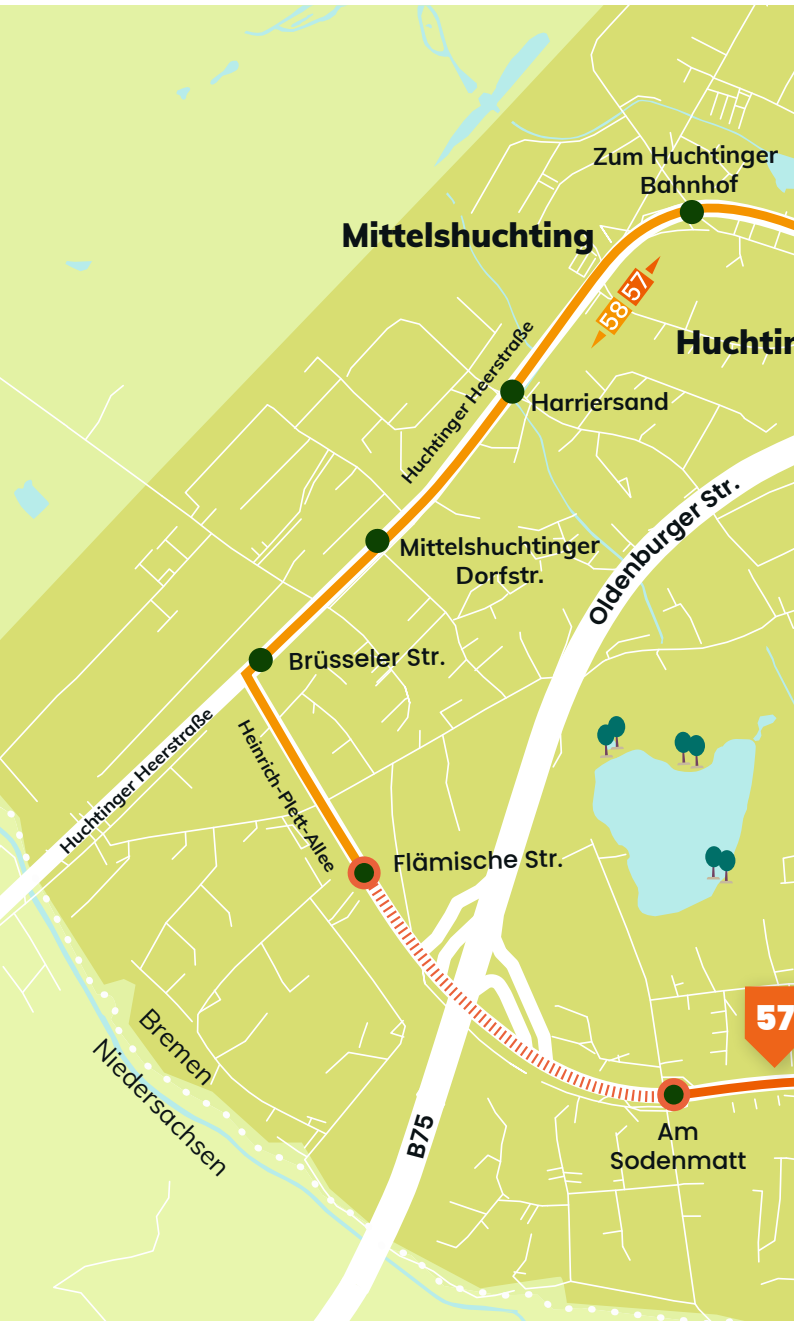 Zum Huchtinger
Bahnhof
Mittelshuchting
58 57
Huchtin
Huchtinger Heerstraße
Harriersand
Oldenburger Str.
Mittelshuchtinger
Dorfstr.
Brüsseler Str.
Huchtinger Heerstraße
Heinrich-Plett-Allee
Flämische Str.
57
Bremen
Niedersachsen
B75
Am
Sodenmatt